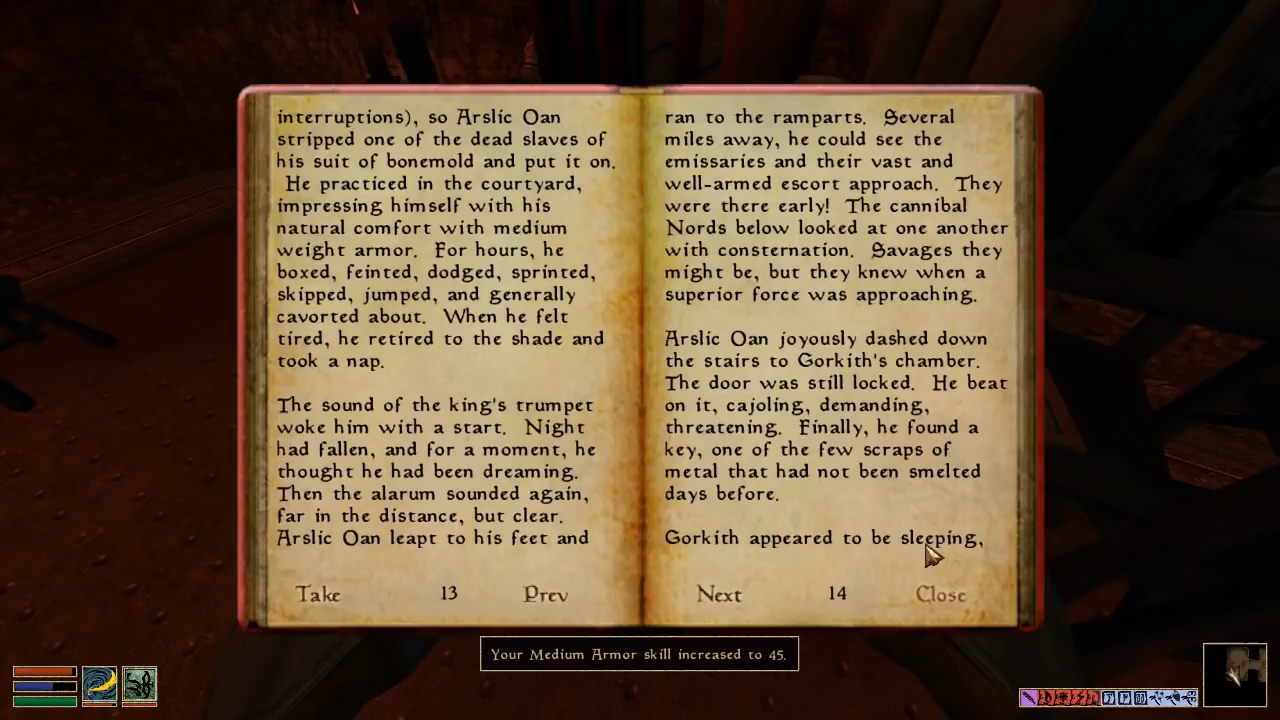 interruptions), so Arslic Oan
stripped one of the dead slaves of
his suit of bonemold and put it on.
He practiced in the courtyard,
impressing himself with his
natural comfort with medium
weight armor. For hours, he
boxed, feinted, dodged, sprinted,
skipped, jumped, and generally
cavorted about. When he felt
tired, he retired to the shade and
took a nap.
The sound of the king's trumpet
woke him with a start. Night
had fallen, and for a moment, he
thought he had been dreaming.
Then the alarum sounded again,
far in the distance, but clear.
Arslic Oan leapt to his feet and
Take 13 Prev
ran to the ramparts. Several
miles away, he could see the
emissaries and their vast and
well-armed escort approach. They
were there early! The cannibal
Nords below looked at one another
with consternation. Savages they
might be, but they knew when a
superior force was approaching.
Arslic Oan joyously dashed down
the stairs to Gorkith's chamber.
The door was still locked. He beat
on it, cajoling, demanding,
threatening. Finally, he found a
key, one of the few scraps of
metal that had not been smelted
days before.
Gorkith appeared to be sleeping,
Next 14 Close
Your Medium Armor skill increased to 45.